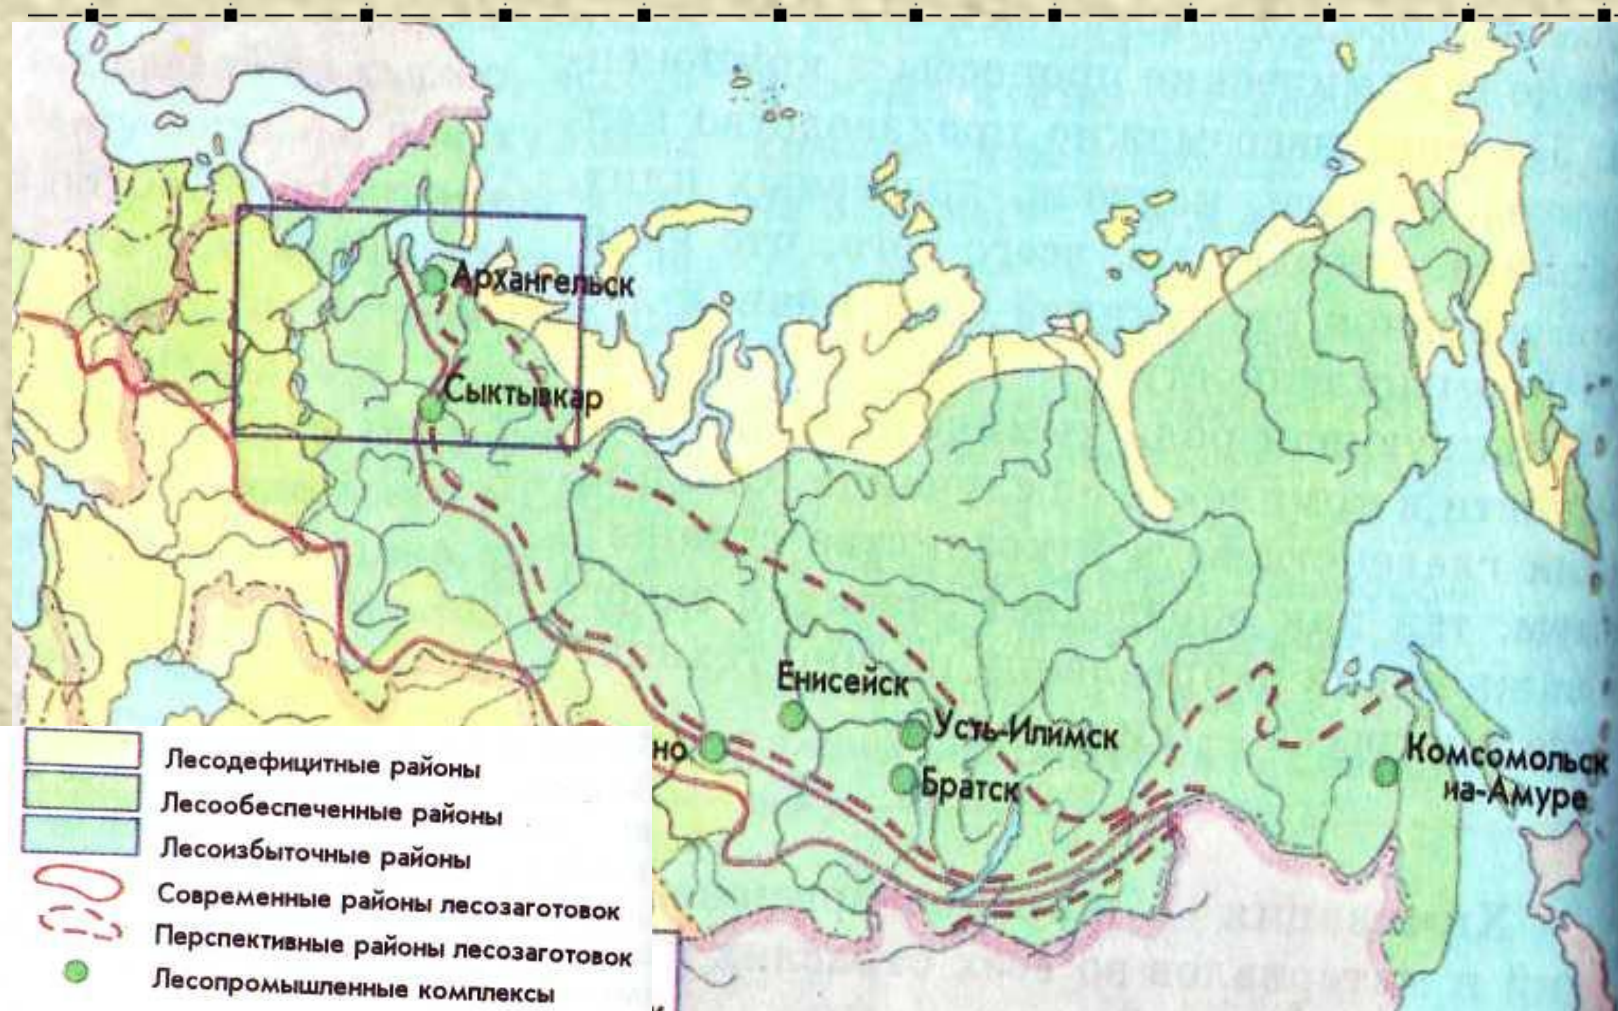 Архангельск
Сыктывкар
Енисейск
Усть-Илимск
Братск
Комсомольск
на-Амуре
но
Лесодефицитные районы
Лесообеспеченные районы
Лесоизбыточные районы
Современные районы лесозаготовок
Перспективные районы лесозаготовок
Лесопромышленные комплексы